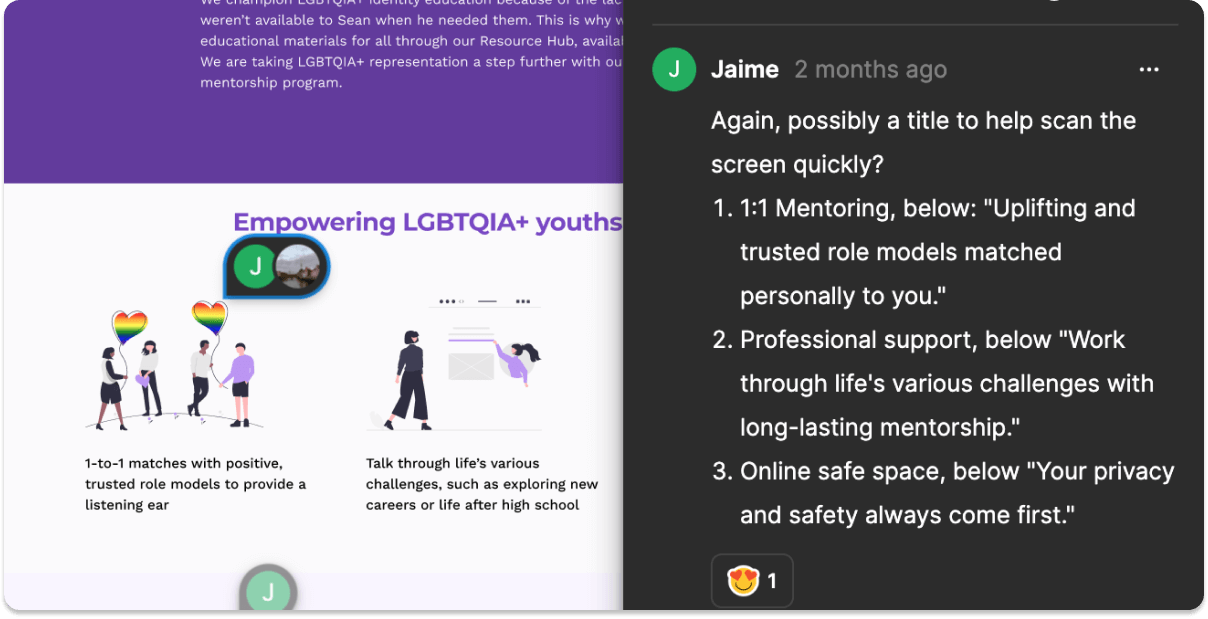 We champion LGBTQIA+ identity education because of the lac
weren't available to Sean when he needed them. This is why w
educational materials for all through our Resource Hub, availa
We are taking LGBTQIA+ representation a step further with ou
mentorship program.
Empowering LGBTQIA+ youths
J
1-to-1 matches with positive,
trusted role models to provide a
listening ear
Talk through life's various
challenges, such as exploring new
careers or life after high school
J
J
Jaime 2 months ago
Again, possibly a title to help scan the
screen quickly?
1. 1:1 Mentoring, below: "Uplifting and
trusted role models matched
personally to you."
2. Professional support, below "Work
through life's various challenges with
long-lasting mentorship."
3. Online safe space, below "Your privacy
and safety always come first."
1